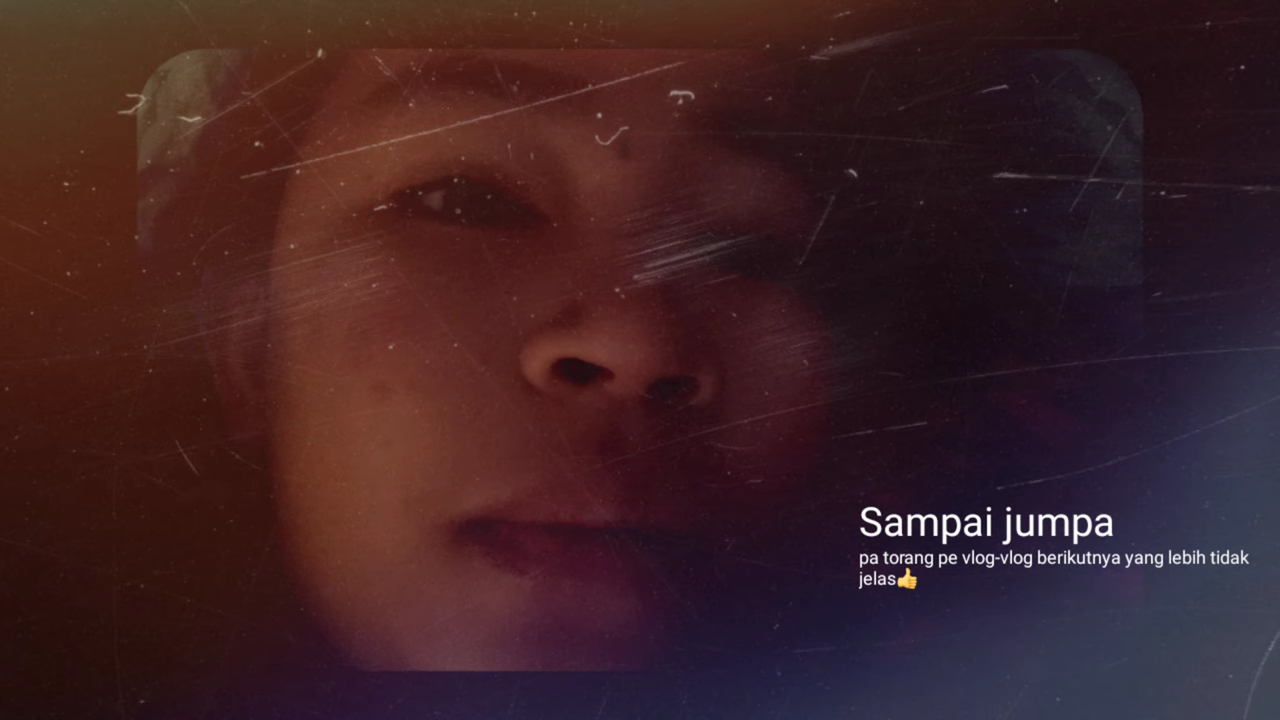 Sampai jumpa
pa torang pe vlog-vlog berikutnya yang lebih tidak
jelas👍